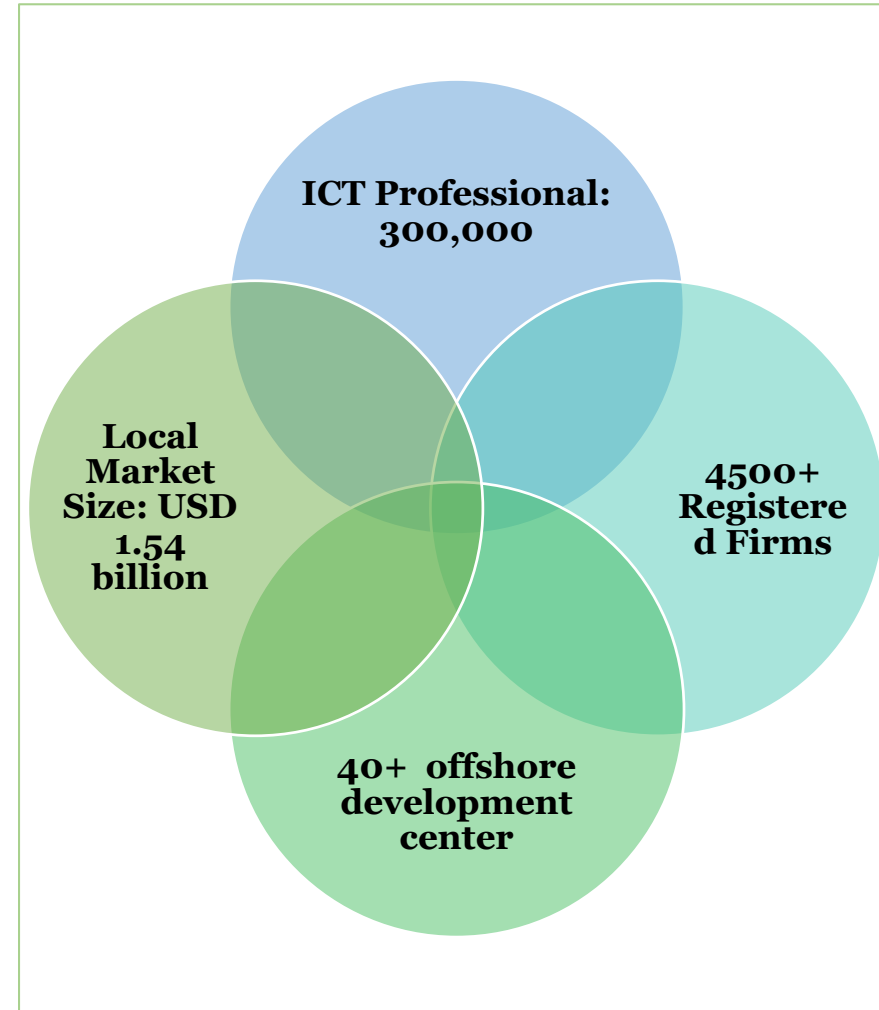 ICT Professional:
300,000
Local
Market
Size: USD
1.54
billion
4500+
Registere
d Firms
40+ offshore
development
center